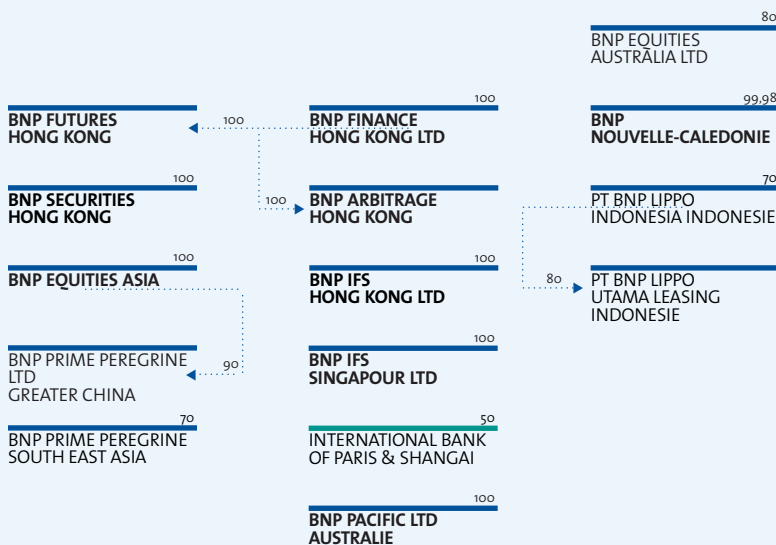 80
BNP EQUITIES
AUSTRALIA LTD
BNP FUTURES
HONG KONG
100
100
BNP FINANCE
HONG KONG LTD
99,98
BNP
NOUVELLE-CALEDONIE
100
BNP SECURITIES
HONG KONG
100
BNP ARBITRAGE
HONG KONG
70
PT BNP LIPPO
INDONESIA INDONESIE
100
BNP EQUITIES ASIA
100
BNP IFS
HONG KONG LTD
80
PT BNP LIPPO
UTAMA LEASING
INDONESIE
BNP PRIME PEREGRINE
LTD
GREATER CHINA
90
100
BNP IFS
SINGAPOUR LTD
70
BNP PRIME PEREGRINE
SOUTH EAST ASIA
50
INTERNATIONAL BANK
OF PARIS & SHANGAI
100
BNP PACIFIC LTD
AUSTRALIE